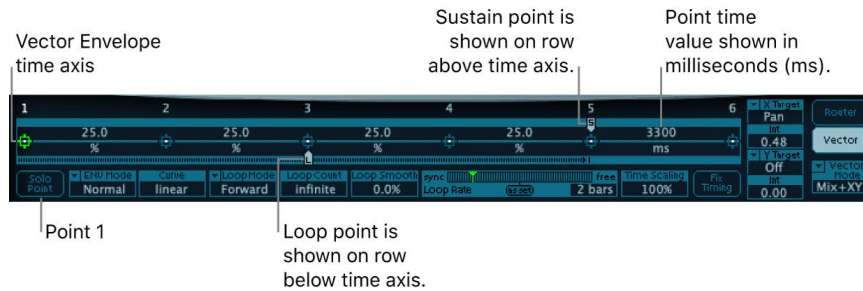 Vector Envelope
time axis
Sustain point is
shown on row
above time axis.
Point time
value shown in
milliseconds (ms).
1 2 3 4 5 6
S
25.0 25.0 25.0 25.0 3300
% % % % ms
L
X Target
Pan
Int
0.48
Y Target
Off
Int
0.00
Router
Vector
Vector
Mode
Mix+XY
Solo
Point
ENV Mode
Normal
Curve
linear
Loop Mode
Forward
Loop Count
infinite
Loop Smooth
0.0%
sync free
Loop Rate as set 2 bars
Time Scaling
100%
Fix
Timing
Point 1
Loop point is
shown on row
below time axis.